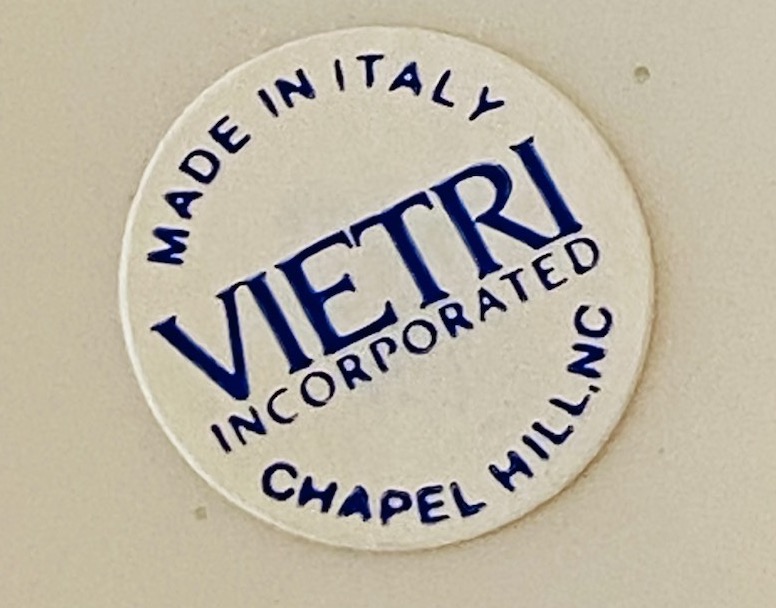 MADE IN ITALY
VIETRI
INCORPORATED
CHAPEL HILL, NC